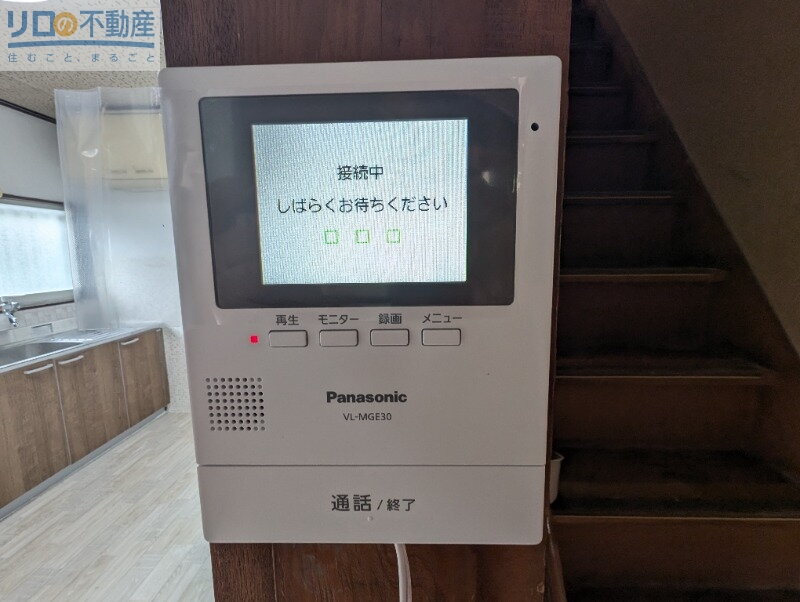 リロの不動産
住むこと、まるごと
接続中
しばらくお待ちください
再生 モニター 録画 メニュー
Panasonic
VL-MGE30
通話 / 終了